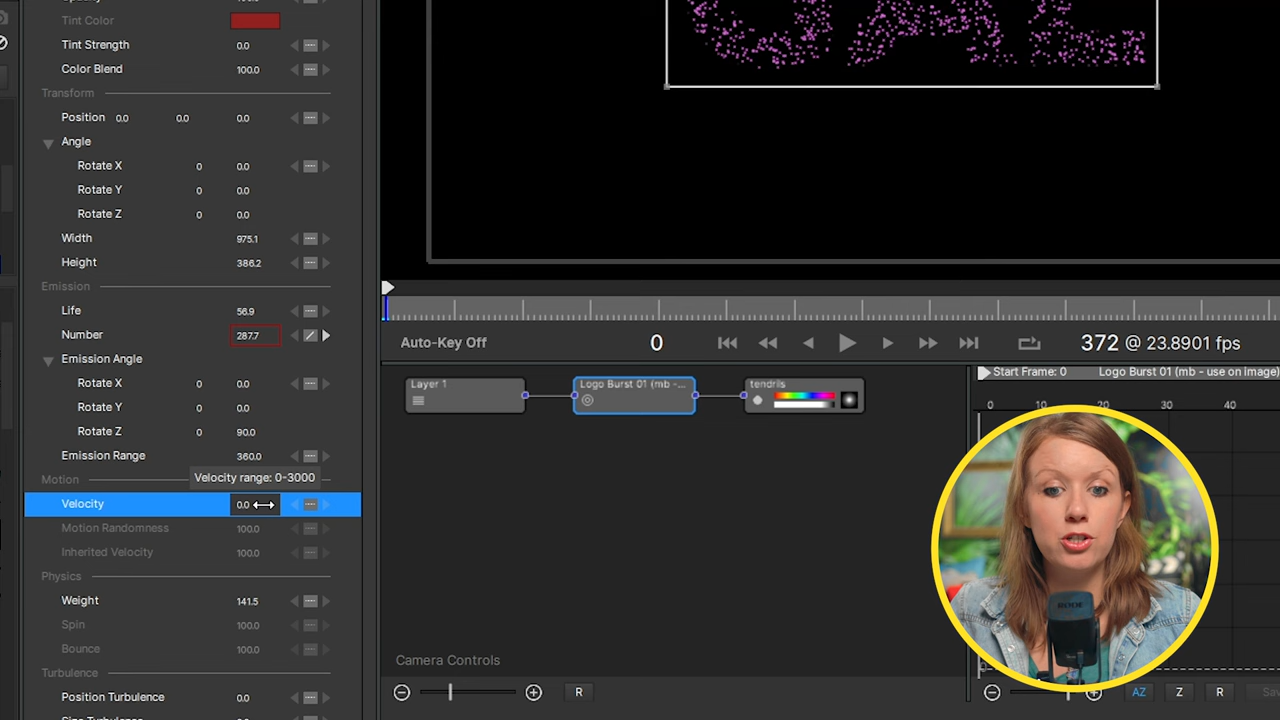 Opacity 100.0
Tint Color
Tint Strength 0.0
Color Blend 100.0
Transform
Position 0.0 0.0 0.0
Angle
Rotate X 0 0.0
Rotate Y 0 0.0
Rotate Z 0 0.0
Width 975.1
Height 386.2
Emission
Life 56.9
Number 287.7
Emission Angle
Rotate X 0 0.0
Rotate Y 0 0.0
Rotate Z 0 90.0
Emission Range 360.0
Motion
Velocity range: 0-3000
Velocity 0.0
Motion Randomness 100.0
Inherited Velocity 100.0
Physics
Weight 141.5
Spin 100.0
Bounce 100.0
Turbulence
Position Turbulence 0.0
Auto-Key Off
0
372 @ 23.8901 fps
Layer 1
Logo Burst 01 (mb -...
tendrils
Start Frame: 0 Logo Burst 01 (mb - use on image)
0 10 20 30 40
Camera Controls
R
AZ Z R
RODE